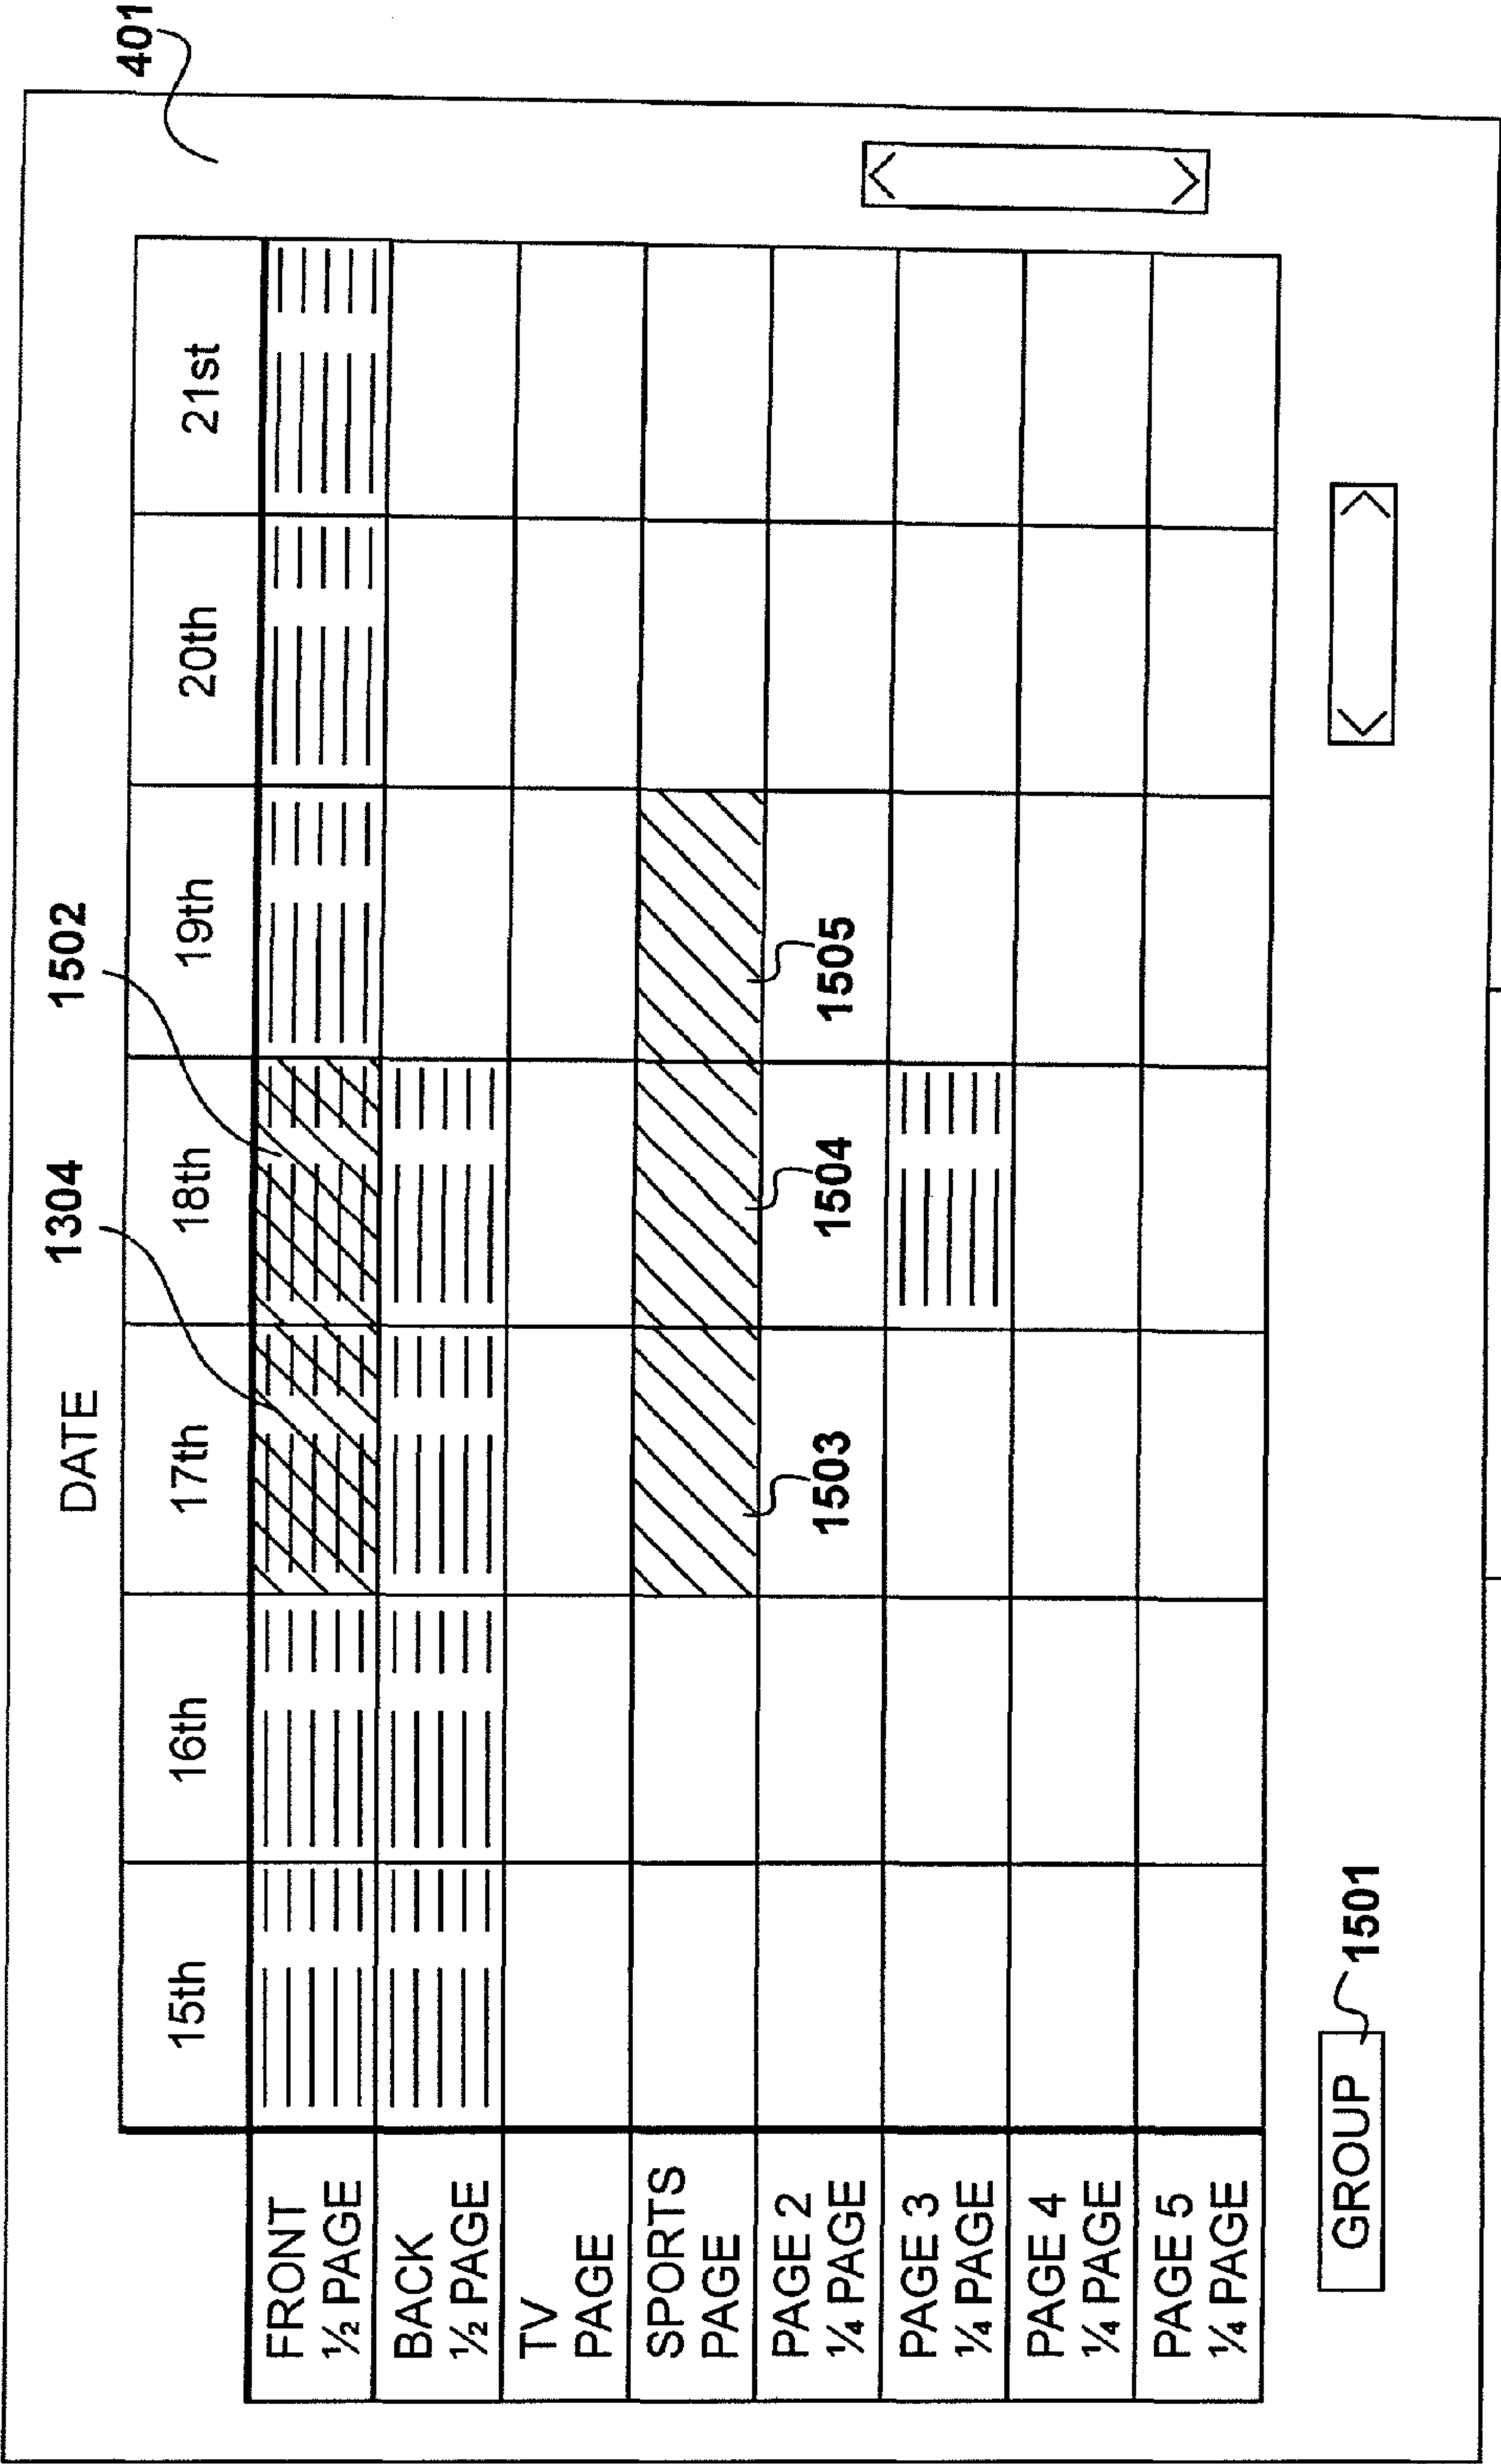 401
1304
1502
DATE
15th
16th
17th
18th
19th
20th
21st
FRONT
½ PAGE
BACK
½ PAGE
TV
PAGE
SPORTS
PAGE
1503
1504
1505
PAGE 2
¼ PAGE
PAGE 3
¼ PAGE
PAGE 4
¼ PAGE
PAGE 5
¼ PAGE
GROUP
1501